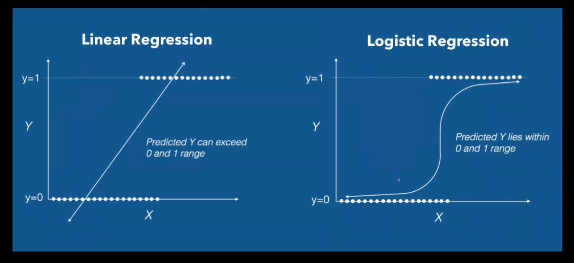 Linear Regression
y=1
Y
Predicted Y can exceed
0 and 1 range
y=0
X
Logistic Regression
y=1
Y
Predicted Y lies within
0 and 1 range
y=0
X